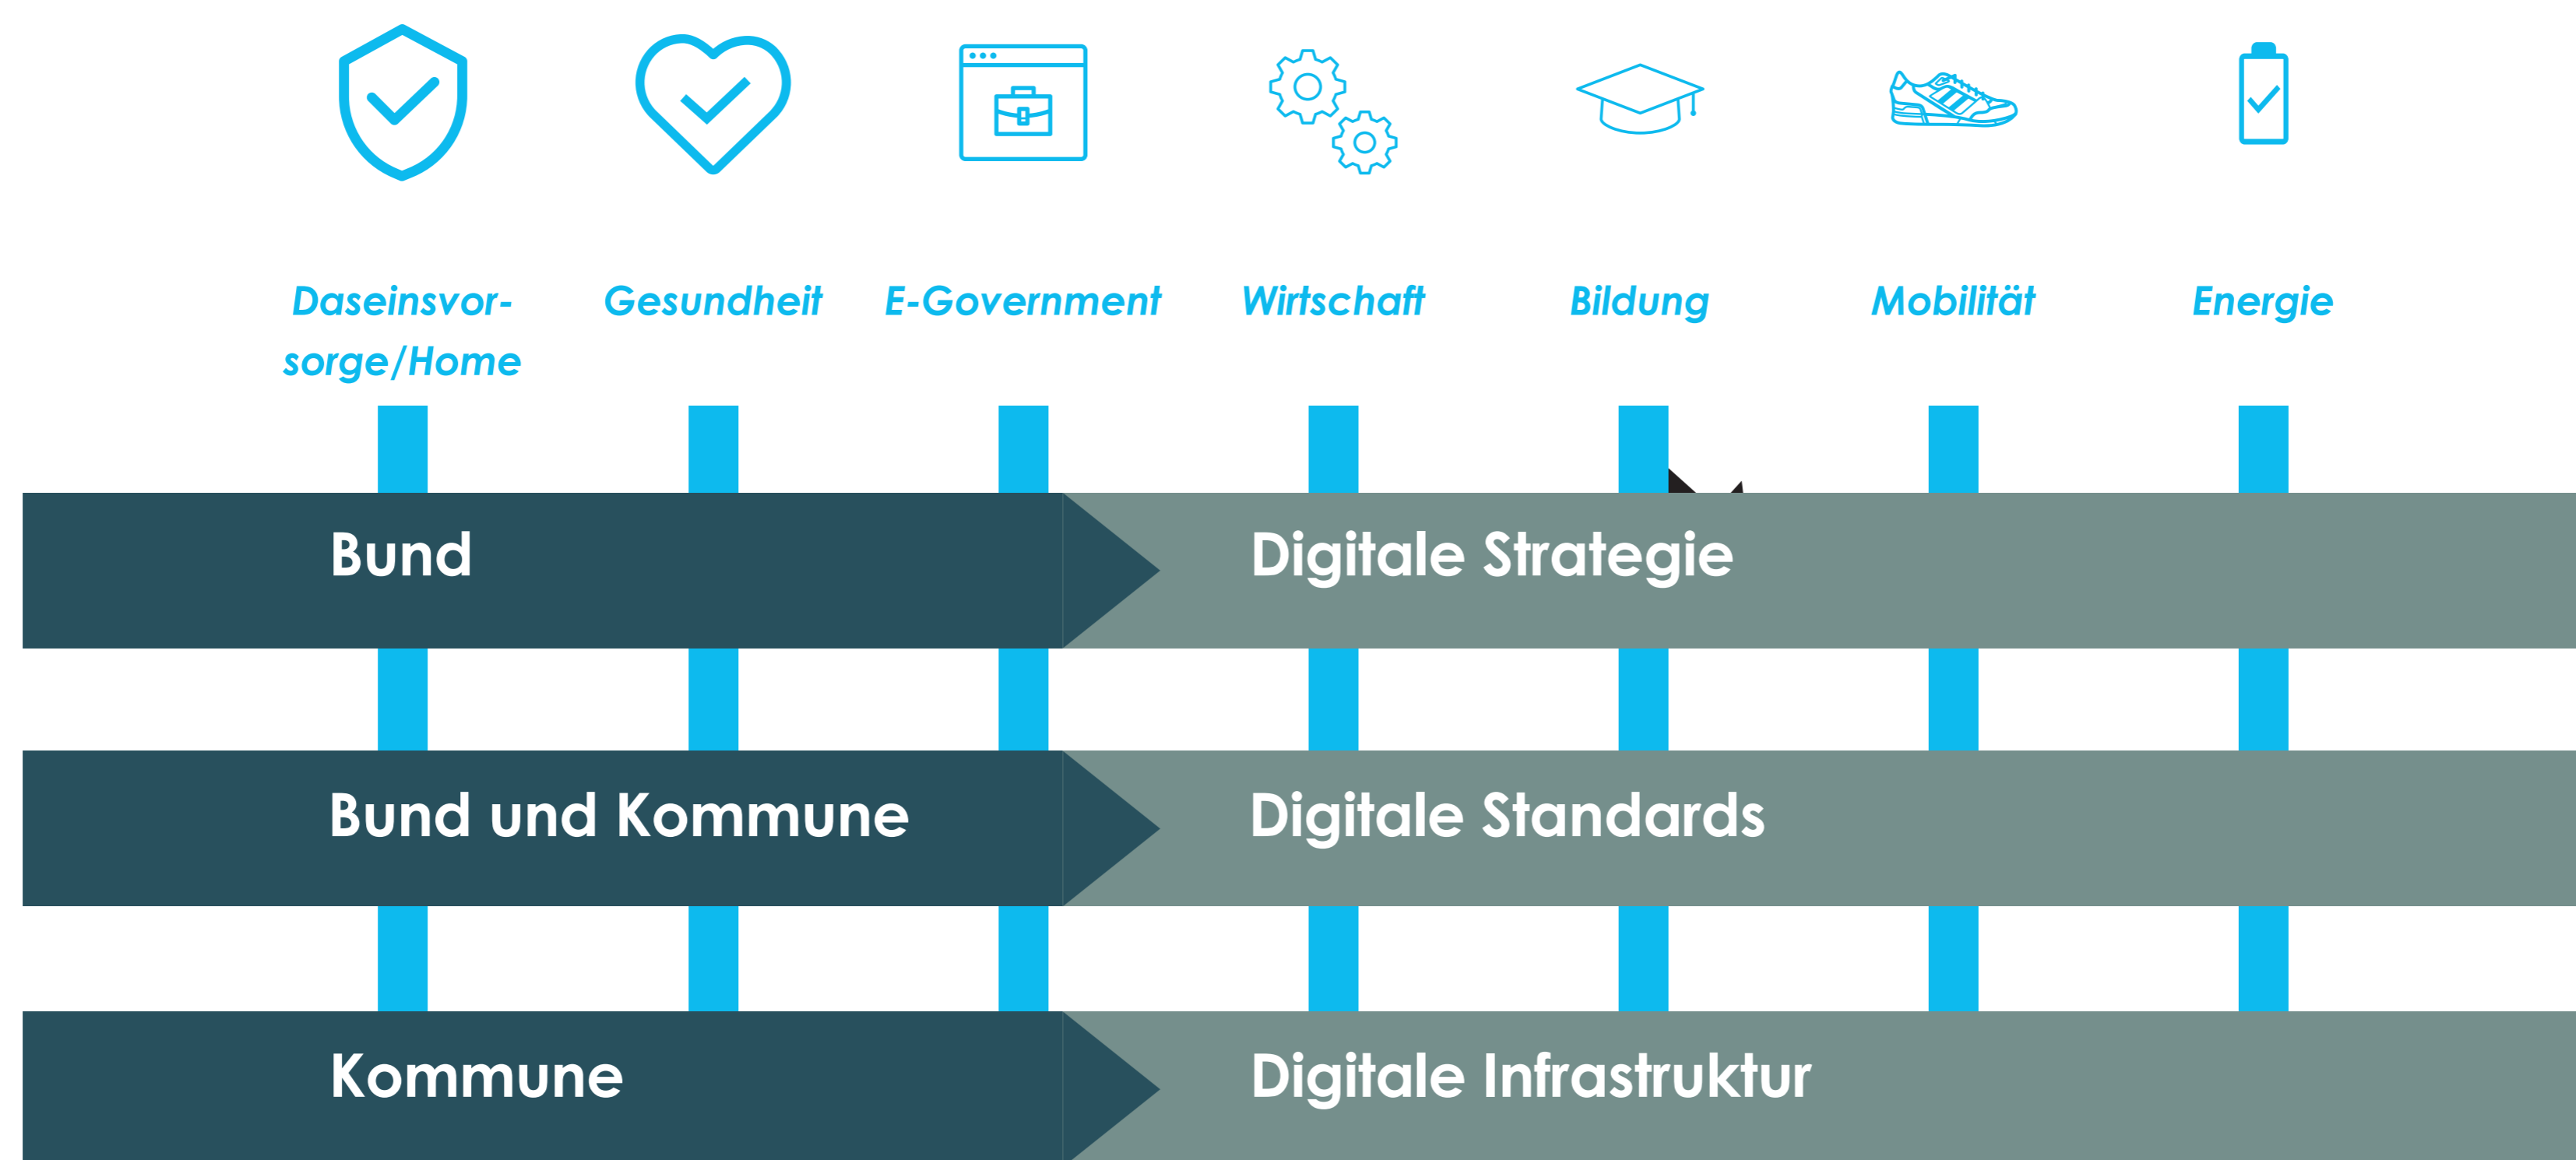 Daseinsvor-
sorge/Home
Gesundheit
E-Government
Wirtschaft
Bildung
Mobilität
Energie
Bund
Digitale Strategie
Bund und Kommune
Digitale Standards
Kommune
Digitale Infrastruktur